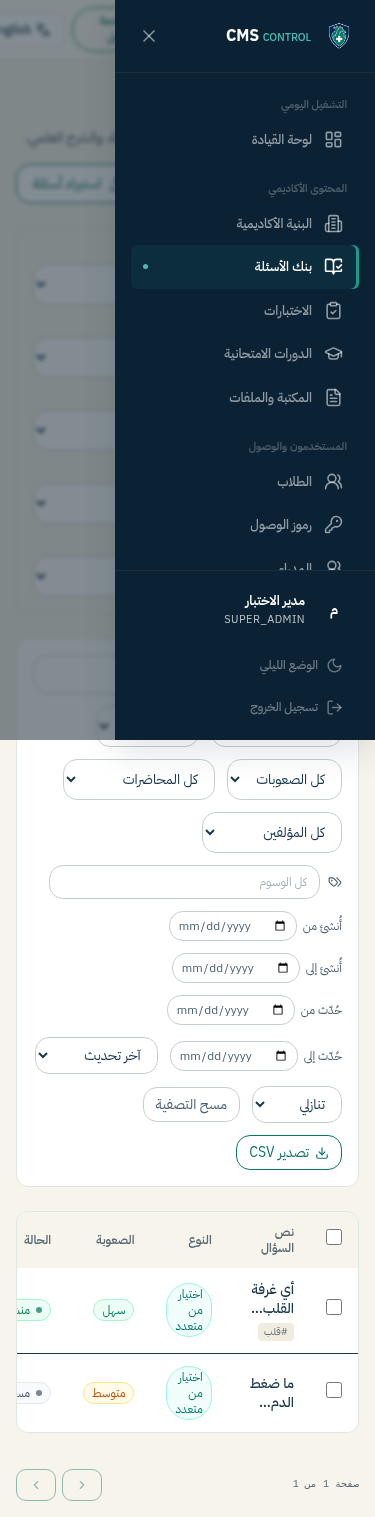 CMS CONTROL
English
التشغيل اليومي
لوحة القيادة
المحتوى الأكاديمي
البنية الأكاديمية
بنك الأسئلة
الاختبارات
الدورات الامتحانية
المكتبة والملفات
المستخدمون والوصول
الطلاب
رموز الوصول
المدراء
م
مدير الاختبار
SUPER_ADMIN
الوضع الليلي
تسجيل الخروج
كل الصعوبات
كل المحاضرات
كل المؤلفين
كل الوسوم
أُنشئ من mm/dd/yyyy
أُنشئ إلى mm/dd/yyyy
حُدّث من mm/dd/yyyy
حُدّث إلى mm/dd/yyyy آخر تحديث
تنازلي مسح التصفية
تصدير CSV
نص السؤال النوع الصعوبة الحالة
أي غرفة القلب... اختيار من متعدد سهل
#قلب
ما ضغط الدم... اختيار من متعدد متوسط
صفحة 1 من 1